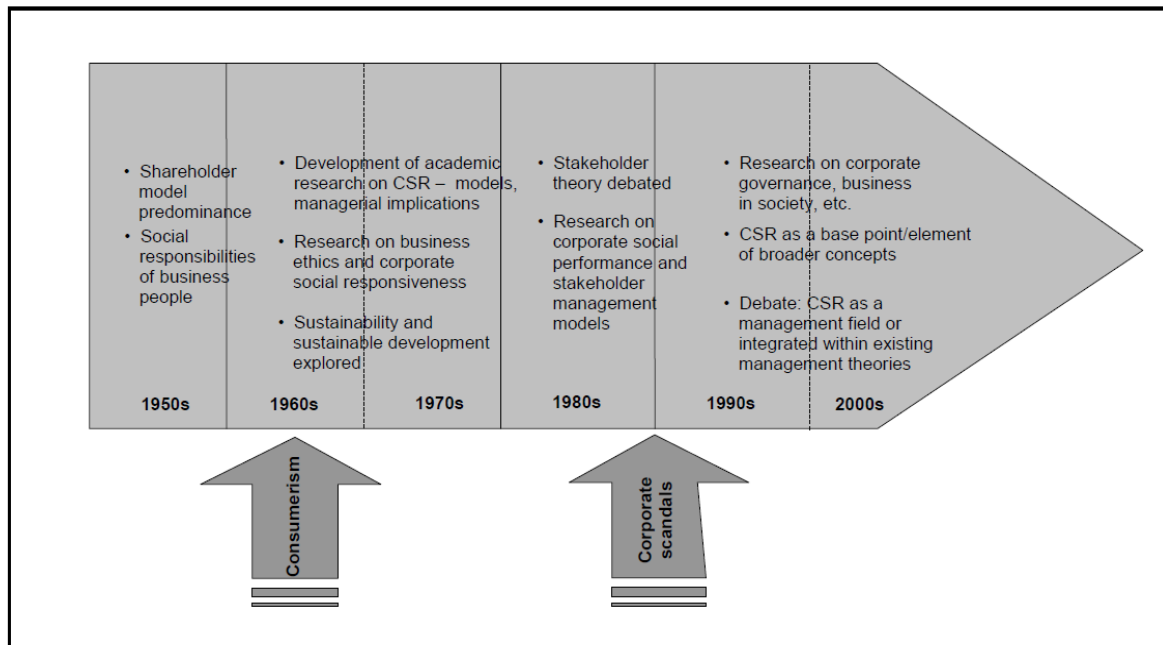 • Shareholder
model
predominance
• Social
responsibilities
of business
people
• Development of academic
research on CSR – models,
managerial implications
• Research on business
ethics and corporate
social responsiveness
• Sustainability and
sustainable development
explored
• Stakeholder
theory debated
• Research on
corporate social
performance and
stakeholder
management
models
• Research on corporate
governance, business
in society, etc.
• CSR as a base point/element
of broader concepts
• Debate: CSR as a
management field or
integrated within existing
management theories
1950s
1960s
1970s
1980s
1990s
2000s
Consumerism
Corporate
scandals